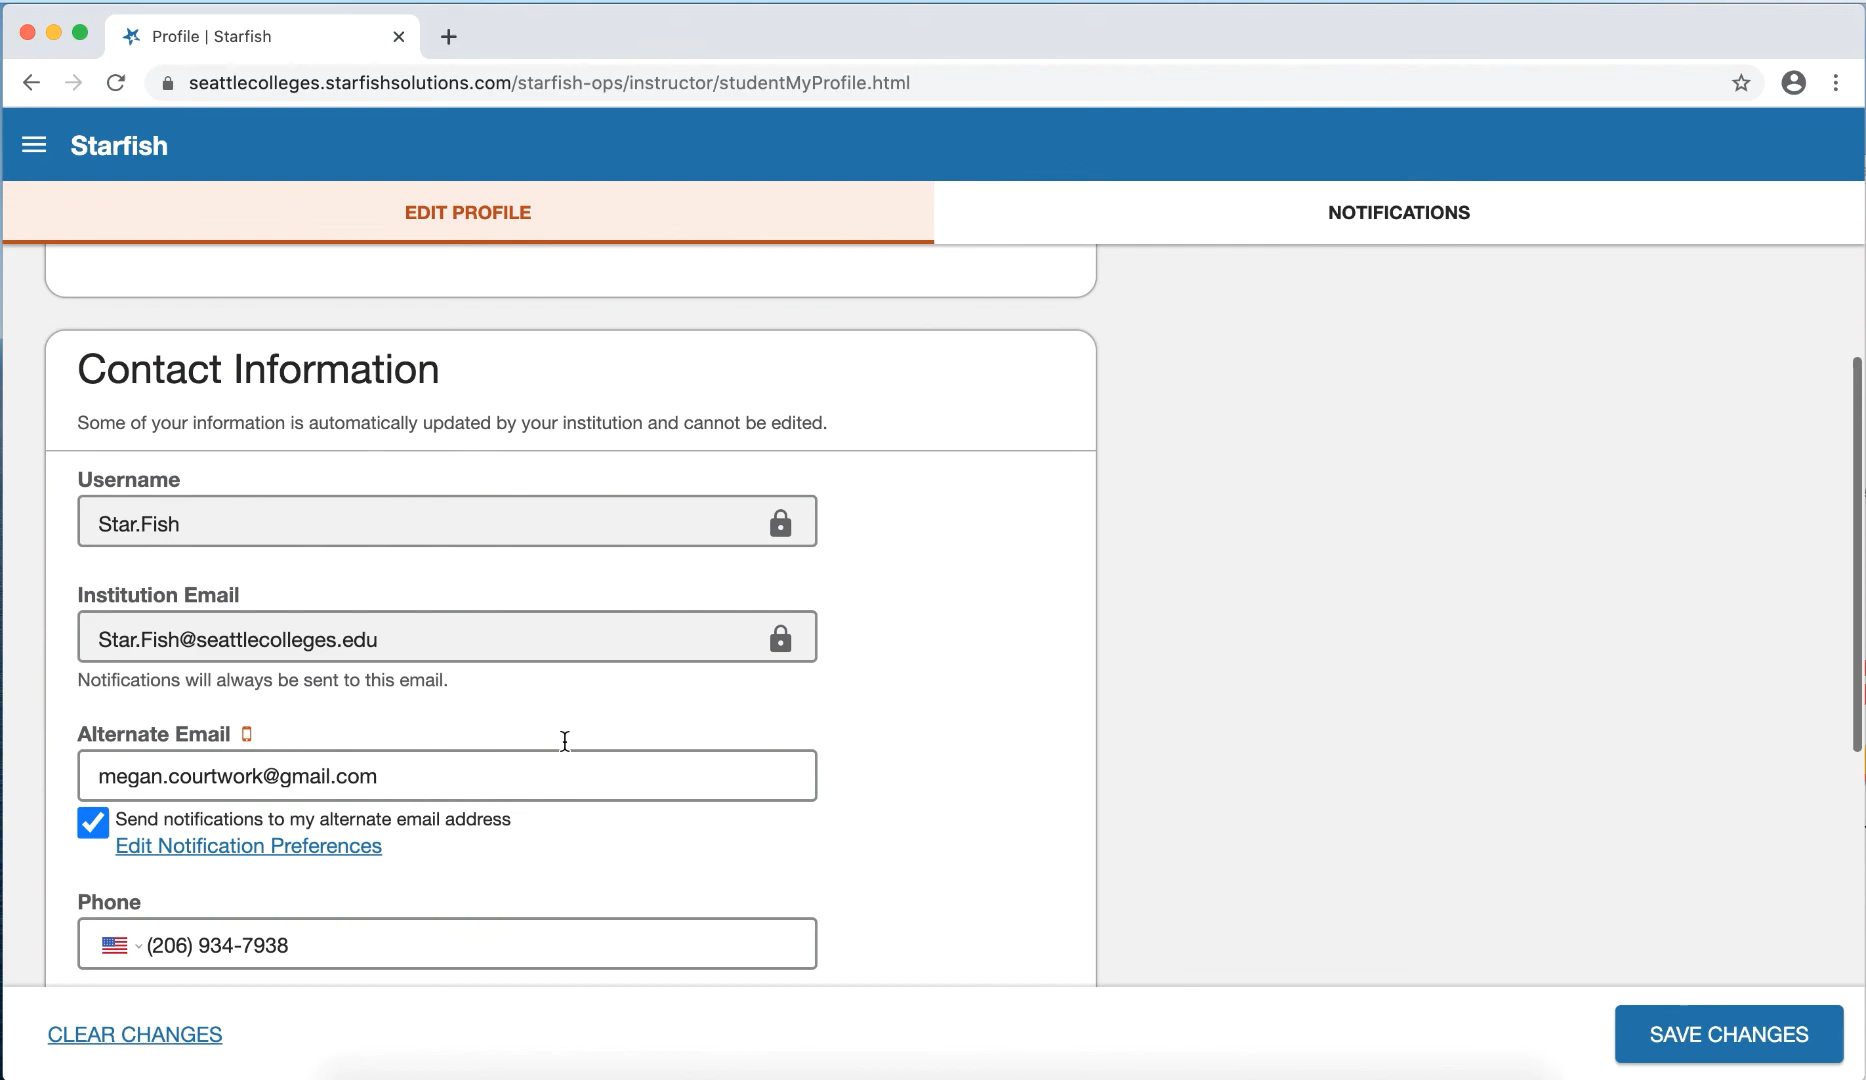 Profile | Starfish
seattlecolleges.starfishsolutions.com/starfish-ops/instructor/studentMyProfile.html
Starfish
EDIT PROFILE
NOTIFICATIONS
Contact Information
Some of your information is automatically updated by your institution and cannot be edited.
Username
Star.Fish
Institution Email
Star.Fish@seattlecolleges.edu
Notifications will always be sent to this email.
Alternate Email
megan.courtwork@gmail.com
Send notifications to my alternate email address
Edit Notification Preferences
Phone
(206) 934-7938
CLEAR CHANGES
SAVE CHANGES